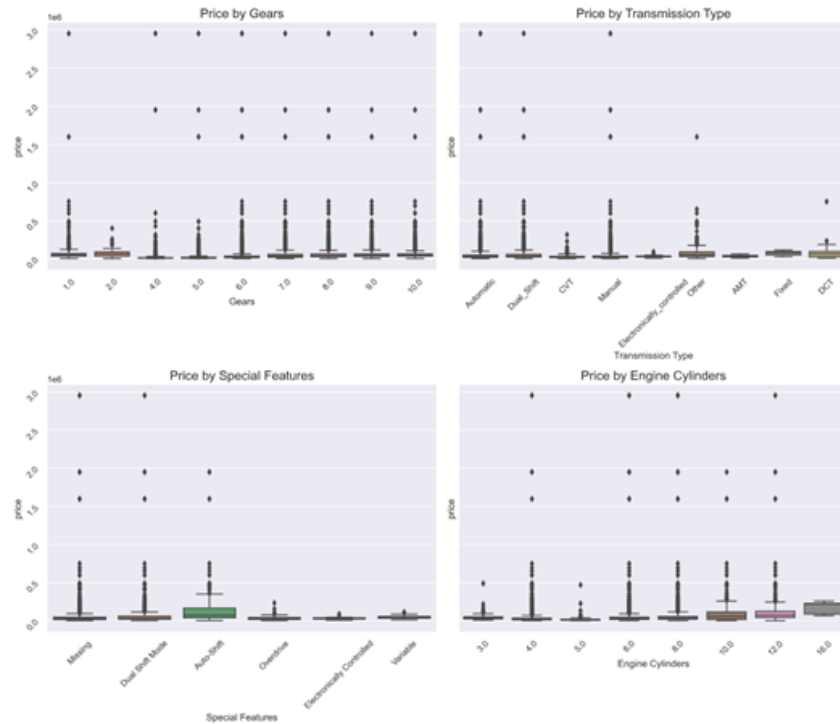 Price by Gears
1e6
3.0
2.5
2.0
1.5
1.0
0.5
0.0
price
1.0 2.0 4.0 5.0 6.0 7.0 8.0 9.0 10.0
Gears
Price by Transmission Type
price
Automatic Dual_Shift CVT Manual Electronically_controlled Other AMT Fixed DCT
Transmission Type
Price by Special Features
1e6
3.0
2.5
2.0
1.5
1.0
0.5
0.0
price
Missing Dual Shift Mode Auto-Shift Overdrive Electronically Controlled Variable
Special Features
Price by Engine Cylinders
price
3.0 4.0 5.0 6.0 8.0 10.0 12.0 16.0
Engine Cylinders